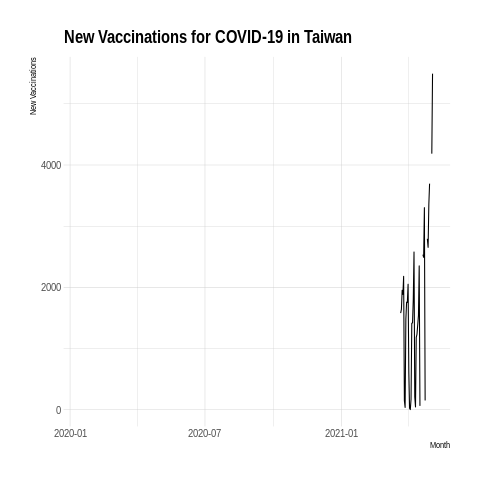 New Vaccinations for COVID-19 in Taiwan
New Vaccinations
4000
2000
0
2020-01
2020-07
2021-01
Month